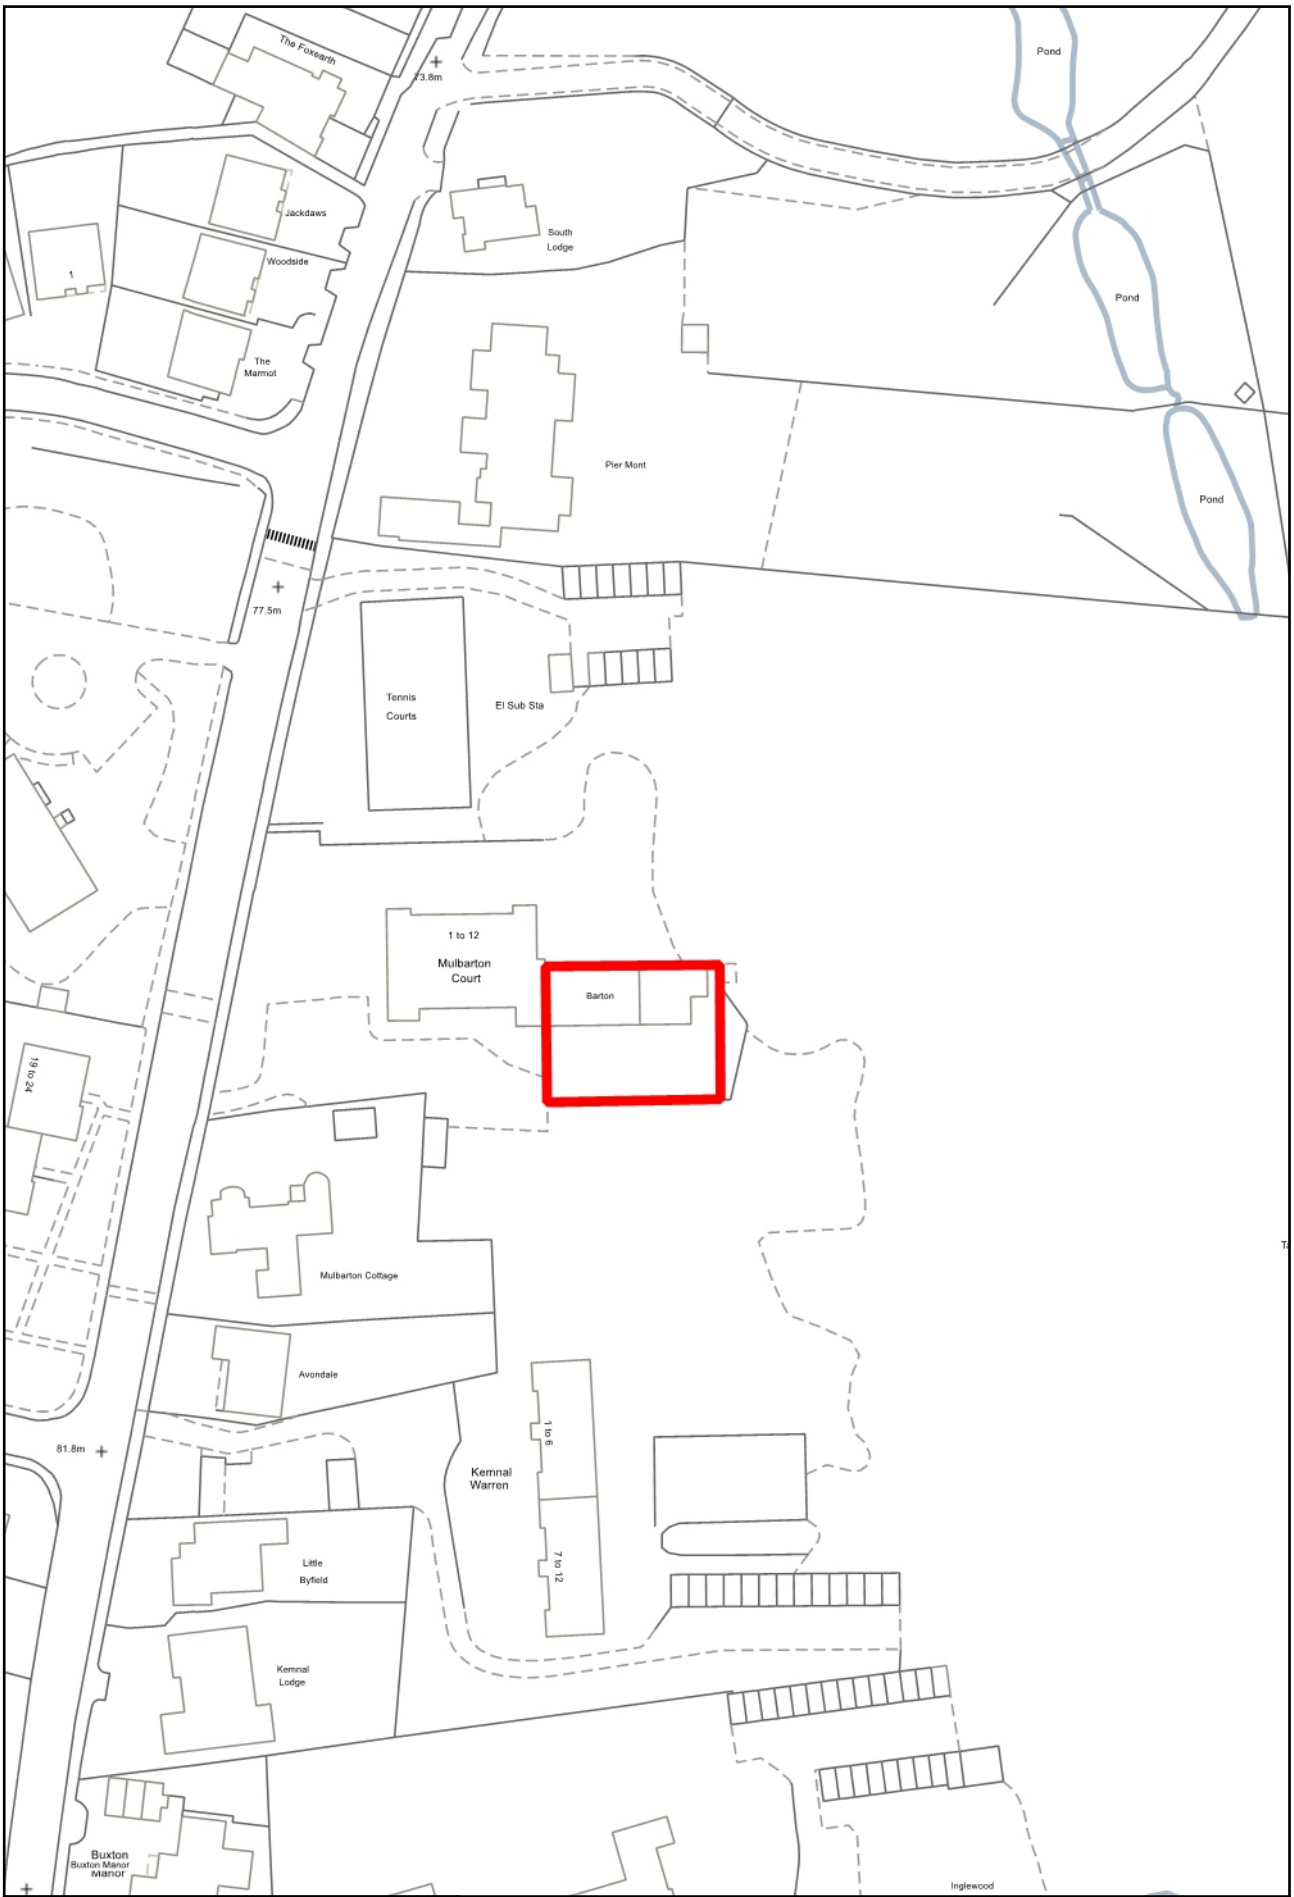 The Foxearth
73.8m
Pond
Jackdaws
South
Lodge
Woodside
1
Pond
The
Marmot
Pier Mont
Pond
77.5m
Tennis
Courts
El Sub Sta
1 to 12
Mulbarton
Court
Barton
19 to 24
Mulbarton Cottage
Avondale
1 to 6
81.8m
Kemnal
Warren
7 to 12
Little
Byfield
Kemnal
Lodge
Buxton
Buxton Manor
Manor
Inglewood